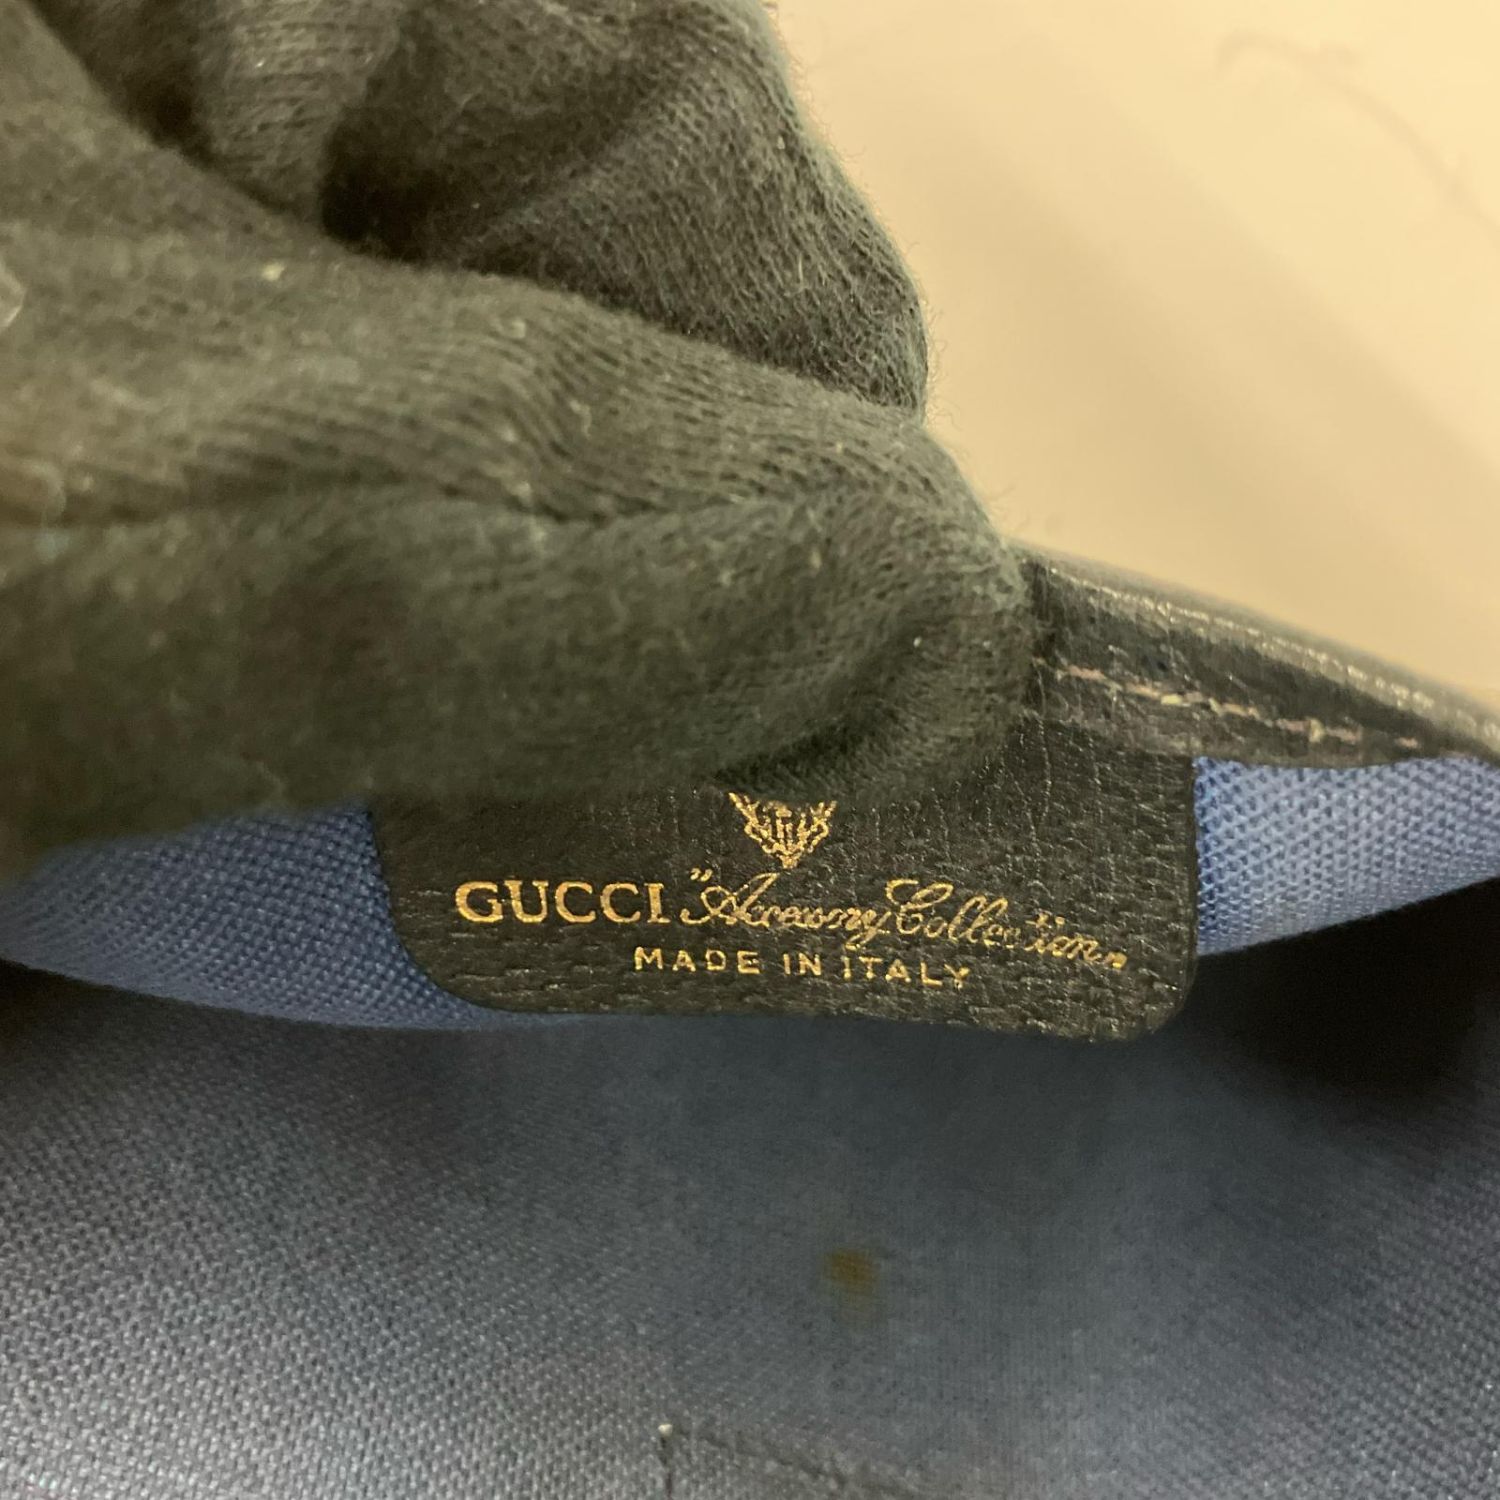 GUCCI "Accessory Collection"
MADE IN ITALY